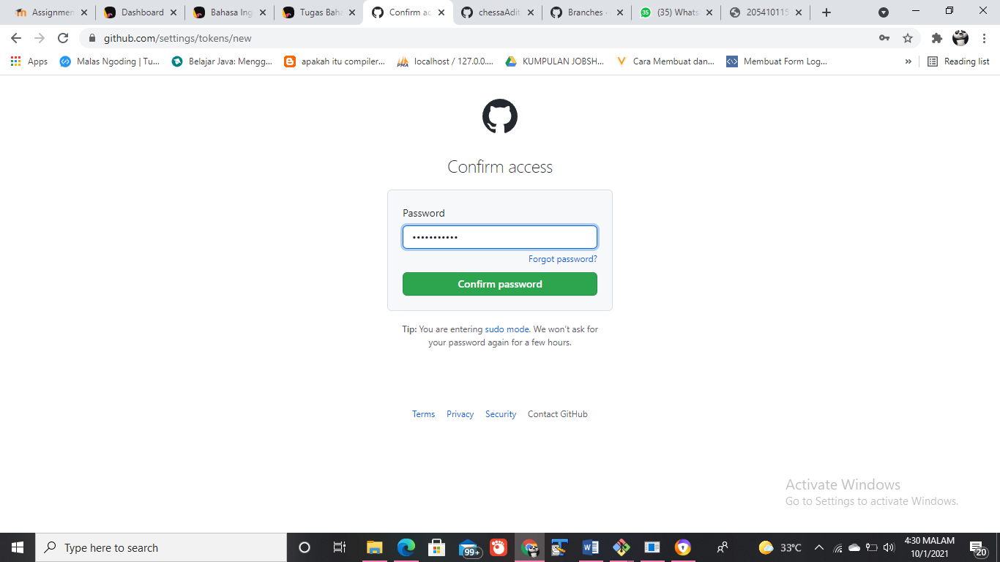 Assignmen
Dashboard
Bahasa Ing
Tugas Baha
Confirm ac
chessaAdit
Branches ·
35 (35) Whats
205410115
github.com/settings/tokens/new
Apps
Malas Ngoding | Tu...
Belajar Java: Mengg...
apakah itu compiler...
PMA localhost / 127.0.0....
KUMPULAN JOBSH...
Cara Membuat dan...
Membuat Form Log...
»
Reading list
Confirm access
Password
•••••••••••
Forgot password?
Confirm password
Tip: You are entering sudo mode. We won't ask for
your password again for a few hours.
Terms Privacy Security Contact GitHub
Activate Windows
Go to Settings to activate Windows.
Type here to search
99+
33°C
4:30 MALAM
10/1/2021
20